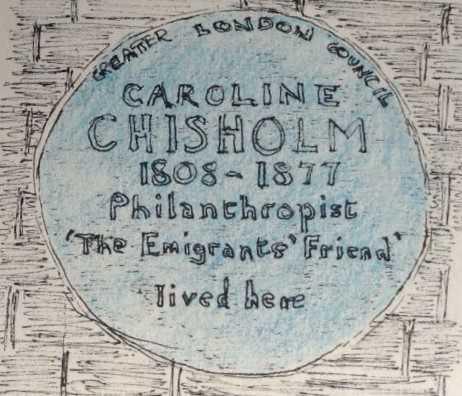 GREATER LONDON COUNCIL
CAROLINE
CHISHOLM
1808-1877
Philanthropist
'The Emigrants' Friend'
lived here